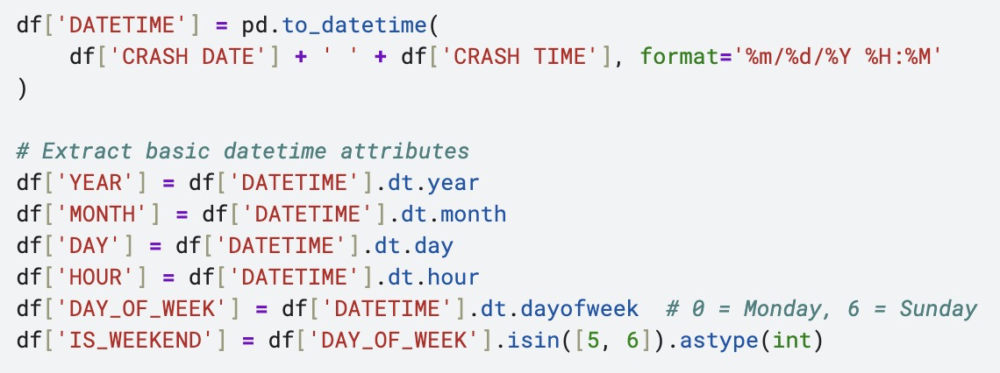 df['DATETIME'] = pd.to_datetime(
    df['CRASH DATE'] + ' ' + df['CRASH TIME'], format='%m/%d/%Y %H:%M'
)

# Extract basic datetime attributes
df['YEAR'] = df['DATETIME'].dt.year
df['MONTH'] = df['DATETIME'].dt.month
df['DAY'] = df['DATETIME'].dt.day
df['HOUR'] = df['DATETIME'].dt.hour
df['DAY_OF_WEEK'] = df['DATETIME'].dt.dayofweek  # 0 = Monday, 6 = Sunday
df['IS_WEEKEND'] = df['DAY_OF_WEEK'].isin([5, 6]).astype(int)